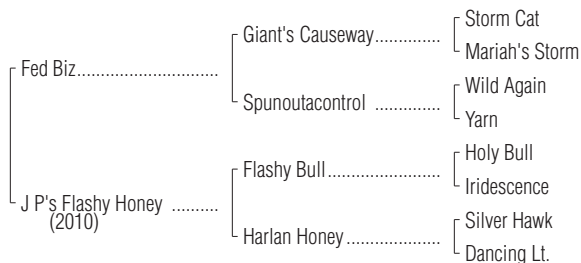 Storm Cat
Giant's Causeway..............
Mariah's Storm
Fed Biz..............................
Wild Again
Spunoutacontrol ..............
Yarn
Holy Bull
Flashy Bull........................
Iridescence
J P's Flashy Honey ..........
(2010)
Silver Hawk
Harlan Honey....................
Dancing Lt.